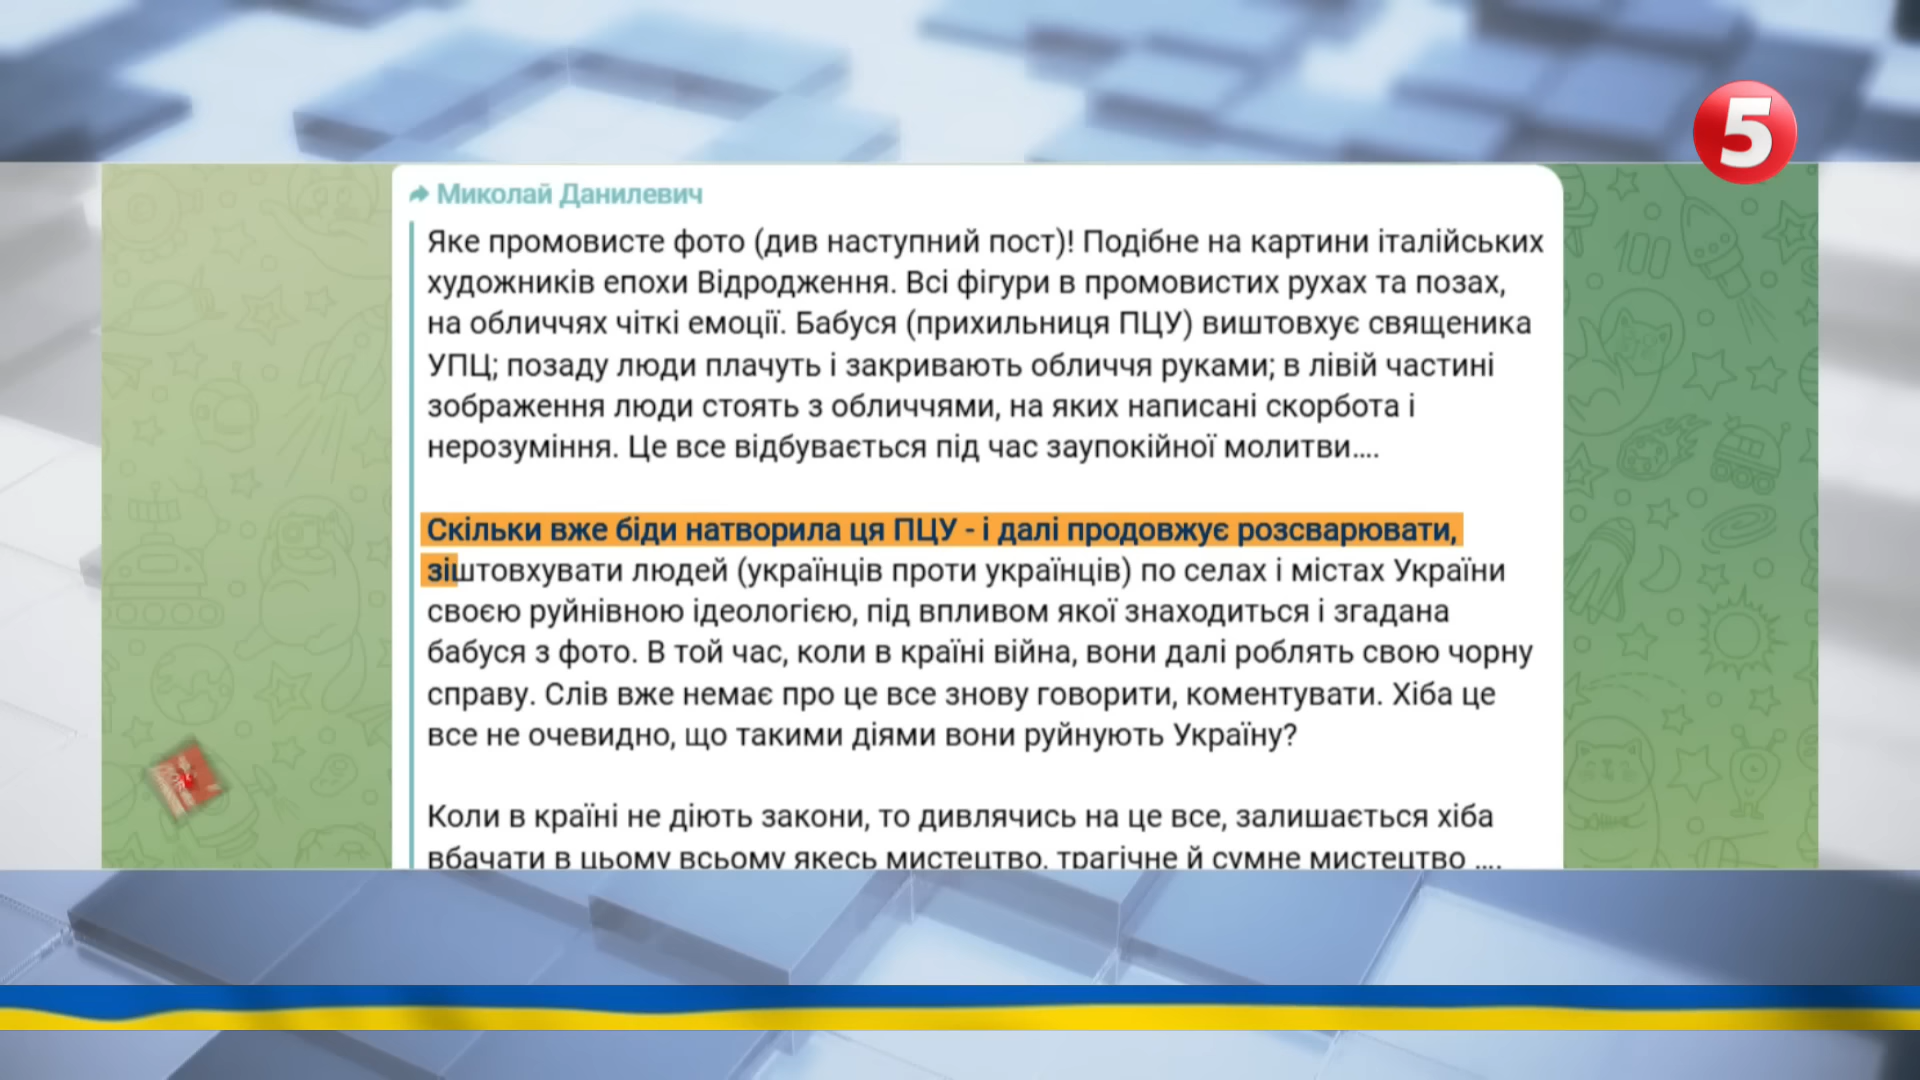 5
Миколай Данилевич
Яке промовисте фото (див наступний пост)! Подібне на картини італійських
художників епохи Відродження. Всі фігури в промовистих рухах та позах,
на обличчях чіткі емоції. Бабуся (прихильниця ПЦУ) виштовхує священика
УПЦ; позаду люди плачуть і закривають обличчя руками; в лівій частині
зображення люди стоять з обличчями, на яких написані скорбота і
нерозуміння. Це все відбувається під час заупокійної молитви....
Скільки вже біди натворила ця ПЦУ - і далі продовжує розсварювати,
зіштовхувати людей (українців проти українців) по селах і містах України
своєю руйнівною ідеологією, під впливом якої знаходиться і згадана
бабуся з фото. В той час, коли в країні війна, вони далі роблять свою чорну
справу. Слів вже немає про це все знову говорити, коментувати. Хіба це
все не очевидно, що такими діями вони руйнують Україну?
Коли в країні не діють закони, то дивлячись на це все, залишається хіба
вбачати в цьому всьому якесь мистецтво, трагічне й сумне мистецтво ....